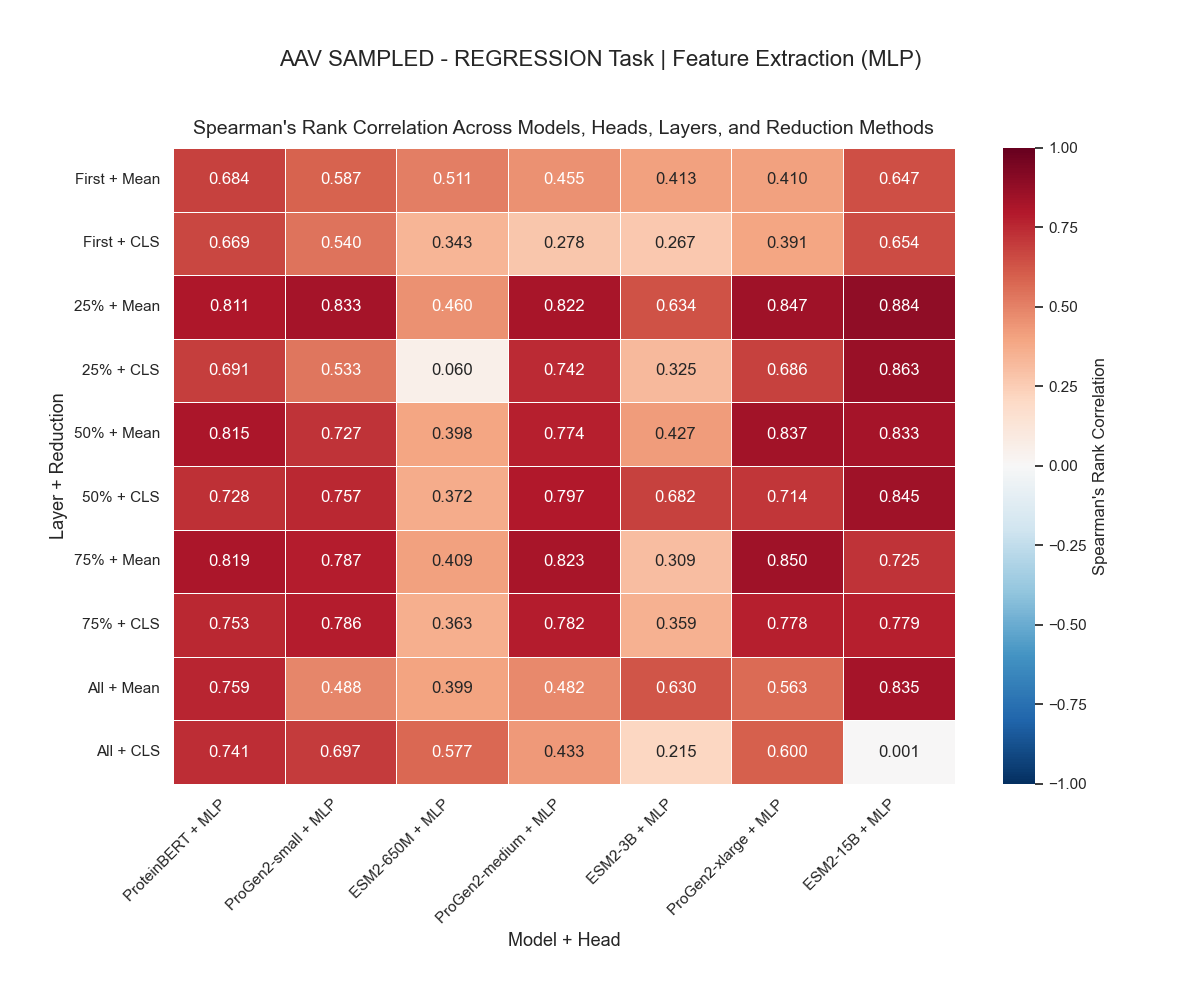 AAV SAMPLED - REGRESSION Task | Feature Extraction (MLP)
Spearman's Rank Correlation Across Models, Heads, Layers, and Reduction Methods
Layer + Reduction
First + Mean 0.684 0.587 0.511 0.455 0.413 0.410 0.647
First + CLS 0.669 0.540 0.343 0.278 0.267 0.391 0.654
25% + Mean 0.811 0.833 0.460 0.822 0.634 0.847 0.884
25% + CLS 0.691 0.533 0.060 0.742 0.325 0.686 0.863
50% + Mean 0.815 0.727 0.398 0.774 0.427 0.837 0.833
50% + CLS 0.728 0.757 0.372 0.797 0.682 0.714 0.845
75% + Mean 0.819 0.787 0.409 0.823 0.309 0.850 0.725
75% + CLS 0.753 0.786 0.363 0.782 0.359 0.778 0.779
All + Mean 0.759 0.488 0.399 0.482 0.630 0.563 0.835
All + CLS 0.741 0.697 0.577 0.433 0.215 0.600 0.001
ProteinBERT + MLP
ProGen2-small + MLP
ESM2-650M + MLP
ProGen2-medium + MLP
ESM2-3B + MLP
ProGen2-xlarge + MLP
ESM2-15B + MLP
Model + Head
1.00
0.75
0.50
0.25
0.00
−0.25
−0.50
−0.75
−1.00
Spearman's Rank Correlation